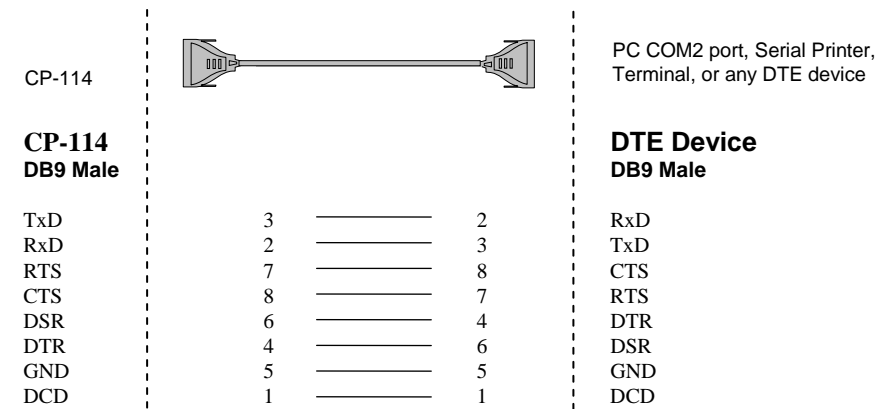 CP-114
PC COM2 port, Serial Printer,
Terminal, or any DTE device
CP-114 DTE Device
DB9 Male DB9 Male
TxD 3 2 RxD
RxD 2 3 TxD
RTS 7 8 CTS
CTS 8 7 RTS
DSR 6 4 DTR
DTR 4 6 DSR
GND 5 5 GND
DCD 1 1 DCD